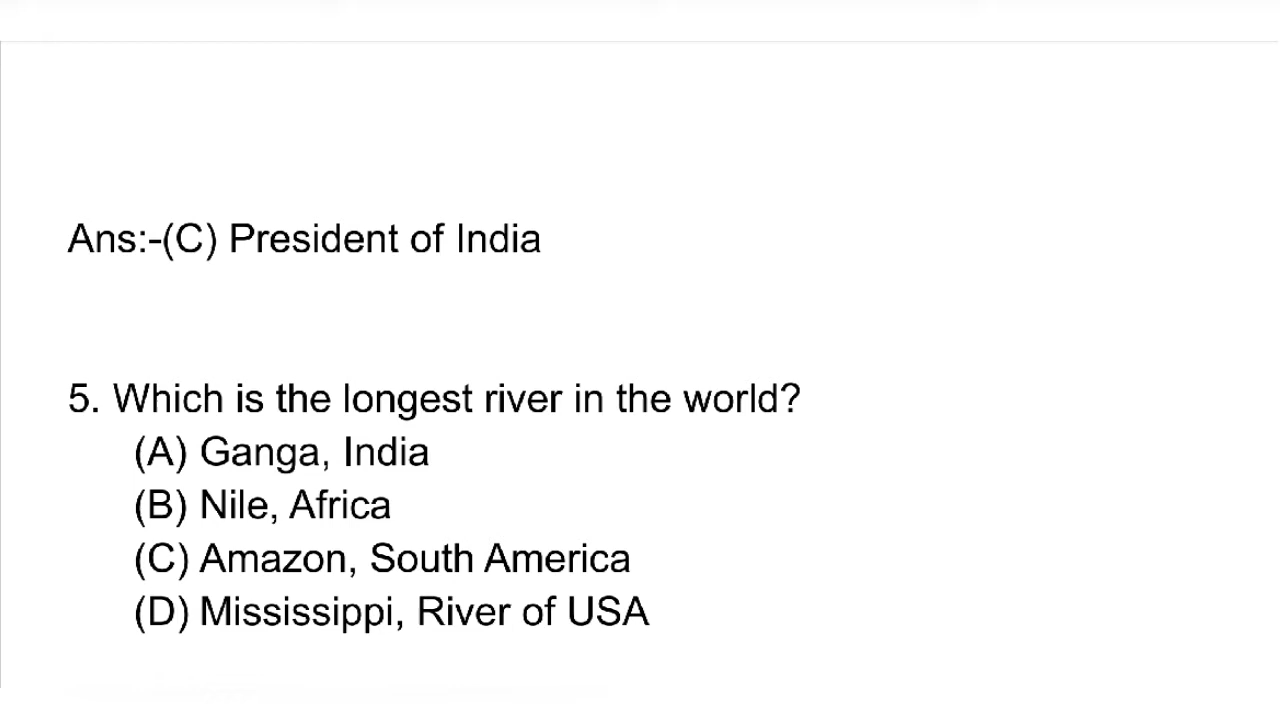 Ans:-(C) President of India
5. Which is the longest river in the world?
(A) Ganga, India
(B) Nile, Africa
(C) Amazon, South America
(D) Mississippi, River of USA